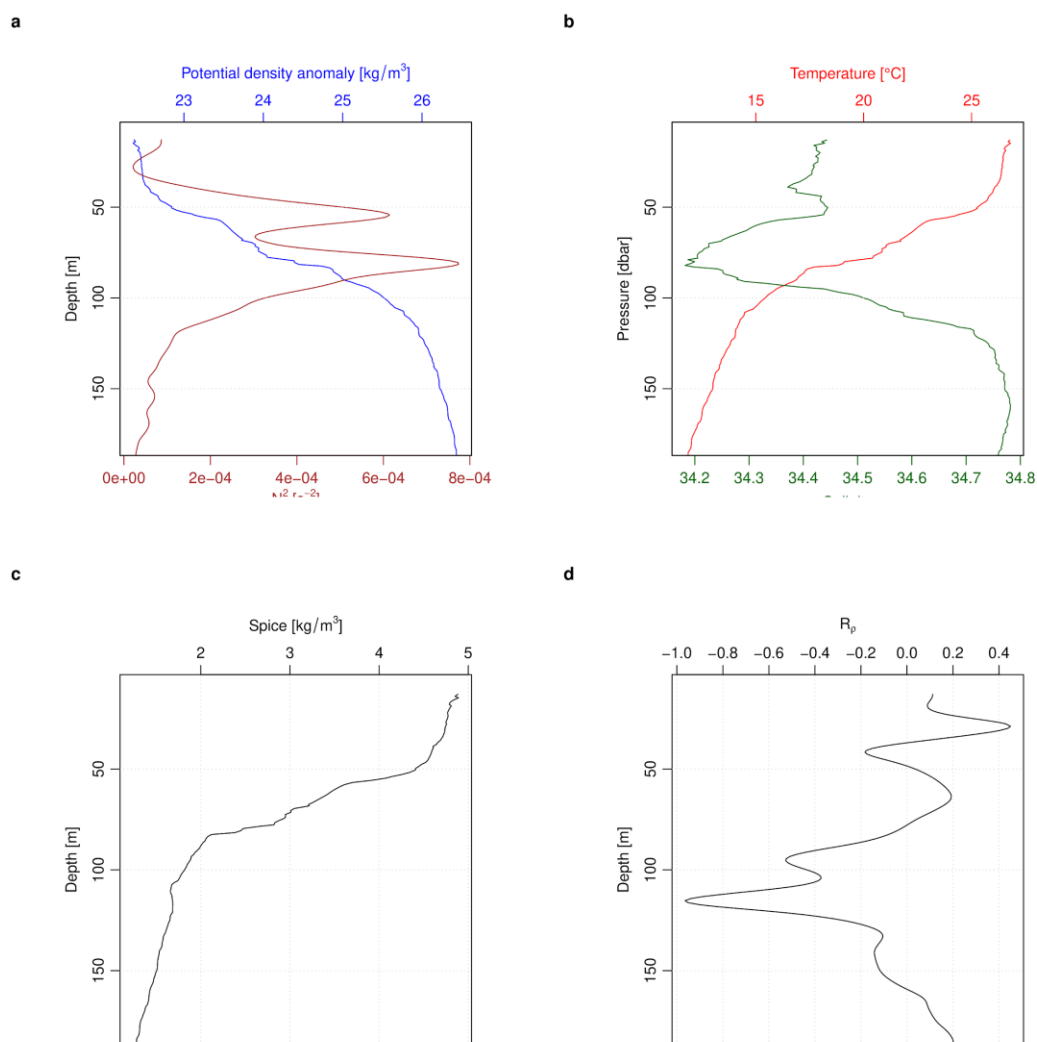 a
Potential density anomaly [kg/m³]
23 24 25 26
Depth [m]
50
100
150
0e+00 2e−04 4e−04 6e−04 8e−04
b
Temperature [°C]
15 20 25
Pressure [dbar]
50
100
150
34.2 34.3 34.4 34.5 34.6 34.7 34.8
c
Spice [kg/m³]
2 3 4 5
Depth [m]
50
100
150
d
Rρ
−1.0 −0.8 −0.6 −0.4 −0.2 0.0 0.2 0.4
Depth [m]
50
100
150